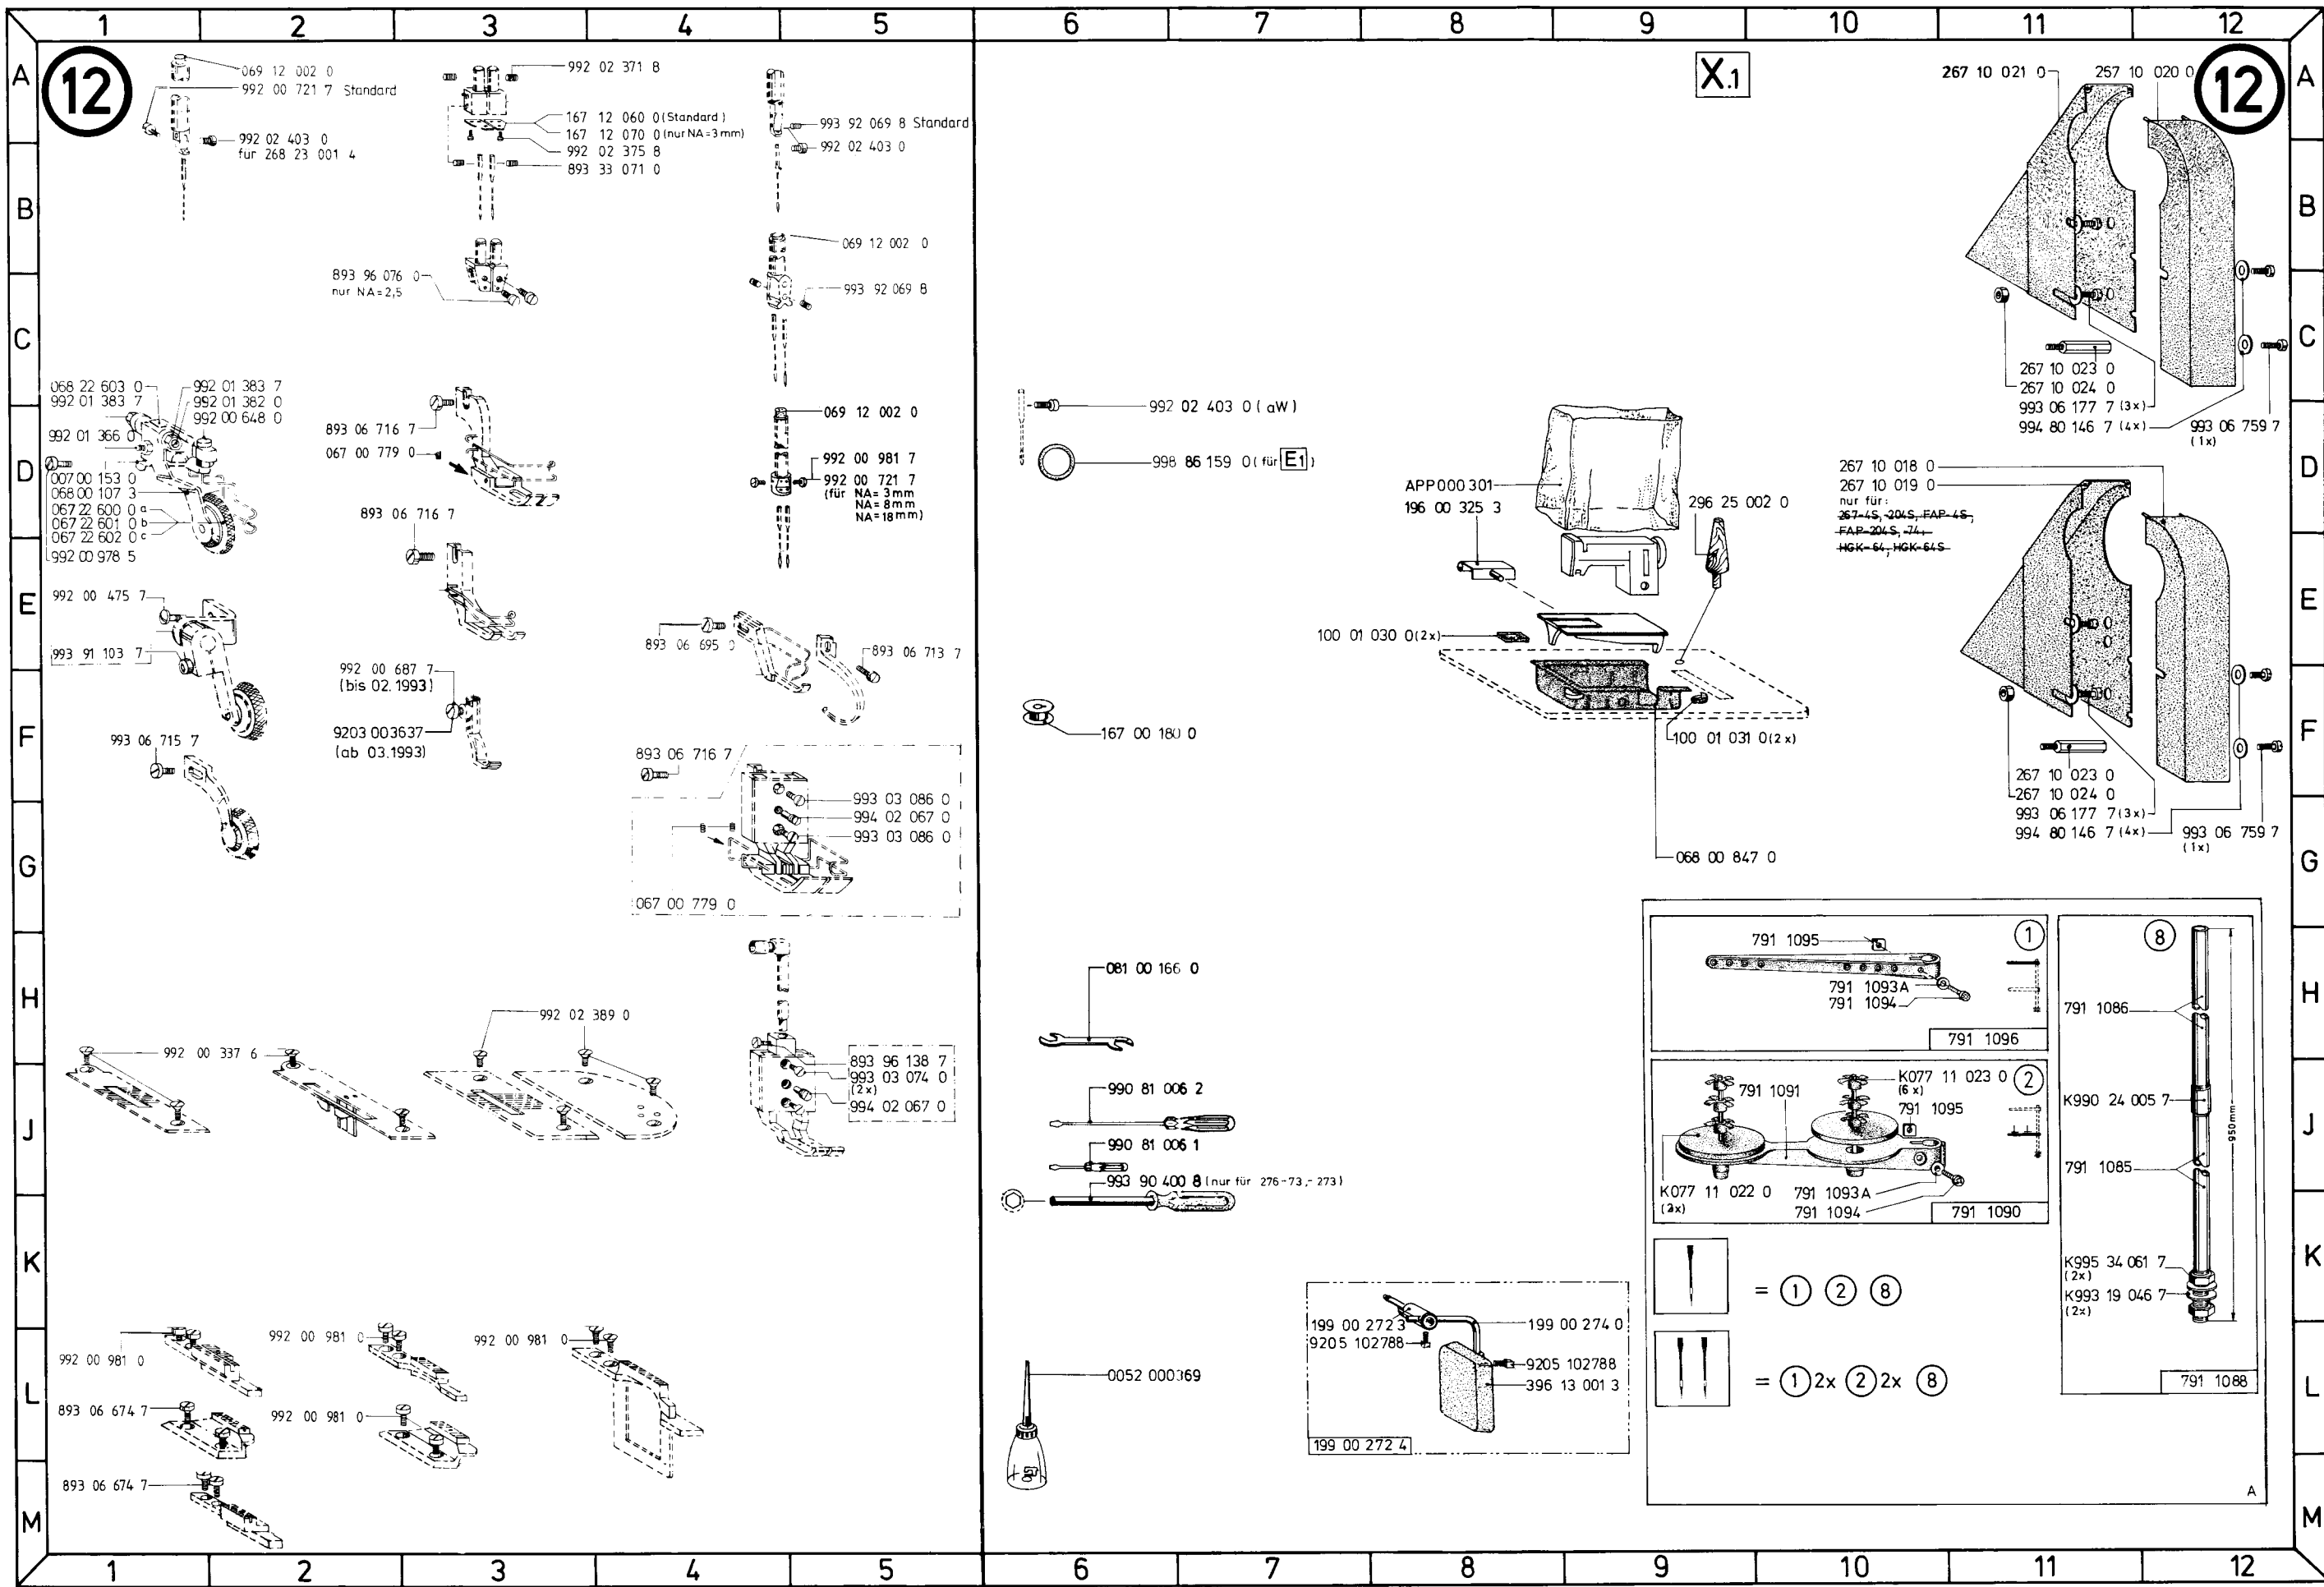 1 2 3 4 5 6 7 8 9 10 11 12
A
B
C
D
E
F
G
H
J
K
L
M
12
069 12 002 0
992 00 721 7 Standard
992 02 403 0
für 268 23 001 4
992 02 371 8
167 12 060 0 (Standard)
167 12 070 0 (nur NA=3mm)
992 02 375 8
893 33 071 0
993 92 069 8 Standard
992 02 403 0
893 96 076 0
nur NA=2,5
069 12 002 0
993 92 069 8
068 22 603 0
992 01 383 7
992 01 366 0
007 00 153 0
068 00 107 3
067 22 600 0 a
067 22 601 0 b
067 22 602 0 c
992 00 978 5
992 01 383 7
992 01 382 0
992 00 648 0
893 06 716 7
067 00 779 0
069 12 002 0
992 00 981 7
992 00 721 7
(für NA= 3mm
NA= 8mm
NA=18mm)
893 06 716 7
992 00 475 7
993 91 103 7
992 00 687 7
(bis 02.1993)
9203 003637
(ab 03.1993)
893 06 695 0
893 06 713 7
993 06 715 7
893 06 716 7
993 03 086 0
994 02 067 0
993 03 086 0
067 00 779 0
992 00 337 6
992 02 389 0
893 96 138 7
993 03 074 0
(2x)
994 02 067 0
992 00 981 0
992 00 981 0
992 00 981 0
893 06 674 7
992 00 981 0
893 06 674 7
X.1
992 02 403 0 (aW)
998 86 159 0 (für E1)
APP000 301
196 00 325 3
296 25 002 0
100 01 030 0 (2x)
100 01 031 0 (2x)
167 00 180 0
068 00 847 0
081 00 166 0
990 81 006 2
990 81 006 1
993 90 400 8 (nur für 276-73,-273)
0052 000369
199 00 272 3
9205 102788
199 00 274 0
9205 102788
396 13 001 3
199 00 272 4
12
267 10 021 0
267 10 020 0
267 10 023 0
267 10 024 0
993 06 177 7 (3x)
994 80 146 7 (4x)
993 06 759 7
(1x)
267 10 018 0
267 10 019 0
nur für:
267-4S, -204S, FAP-4S,
FAP-204S, -74,
HGK-64, HGK-64S
267 10 023 0
267 10 024 0
993 06 177 7 (3x)
994 80 146 7 (4x)
993 06 759 7
(1x)
1
791 1095
791 1093A
791 1094
791 1096
2
K077 11 023 0
(6x)
791 1091
791 1095
K077 11 022 0
(2x)
791 1093A
791 1094
791 1090
8
791 1086
K990 24 005 7
791 1085
950mm
K995 34 061 7
(2x)
K993 19 046 7
(2x)
791 1088
= 1 2 8
= 1 2x 2 2x 8
A
A
B
C
D
E
F
G
H
J
K
L
M
1 2 3 4 5 6 7 8 9 10 11 12